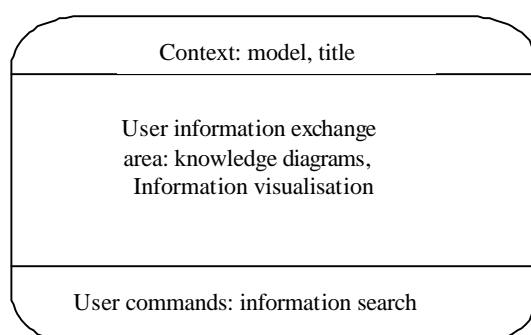 Context: model, title
User information exchange
area: knowledge diagrams,
Information visualisation
User commands: information search